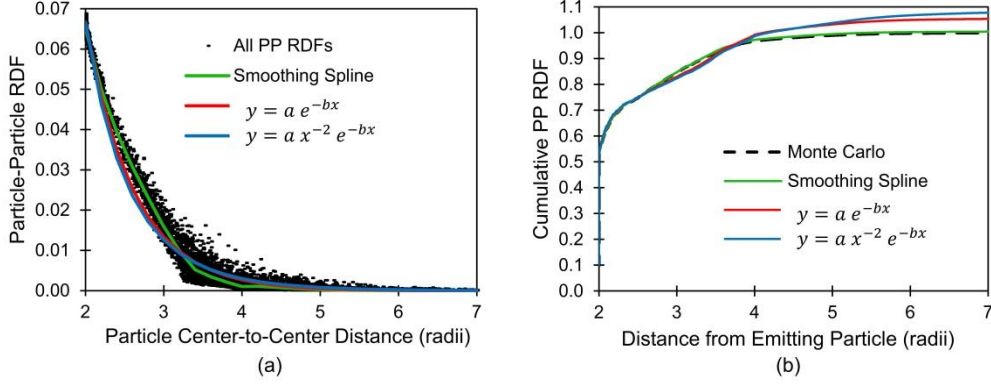 0.07
0.06
0.05
0.04
0.03
0.02
0.01
0.00
Particle-Particle RDF
All PP RDFs
Smoothing Spline
y = a e^{-bx}
y = a x^{-2} e^{-bx}
2 3 4 5 6 7
Particle Center-to-Center Distance (radii)
(a)
1.1
1.0
0.9
0.8
0.7
0.6
0.5
0.4
0.3
0.2
0.1
0.0
Cumulative PP RDF
Monte Carlo
Smoothing Spline
y = a e^{-bx}
y = a x^{-2} e^{-bx}
2 3 4 5 6 7
Distance from Emitting Particle (radii)
(b)